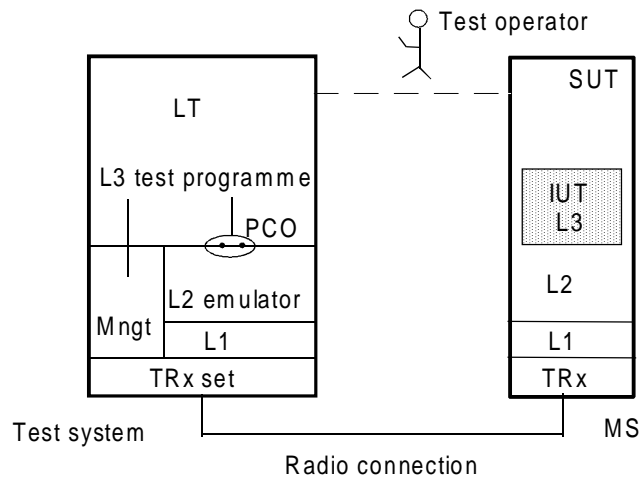 Test operator
SUT
LT
L3 test programme
IUT
L3
PCO
L2 emulator
L2
Mngt
L1
L1
TRx set
TRx
Test system
MS
Radio connection